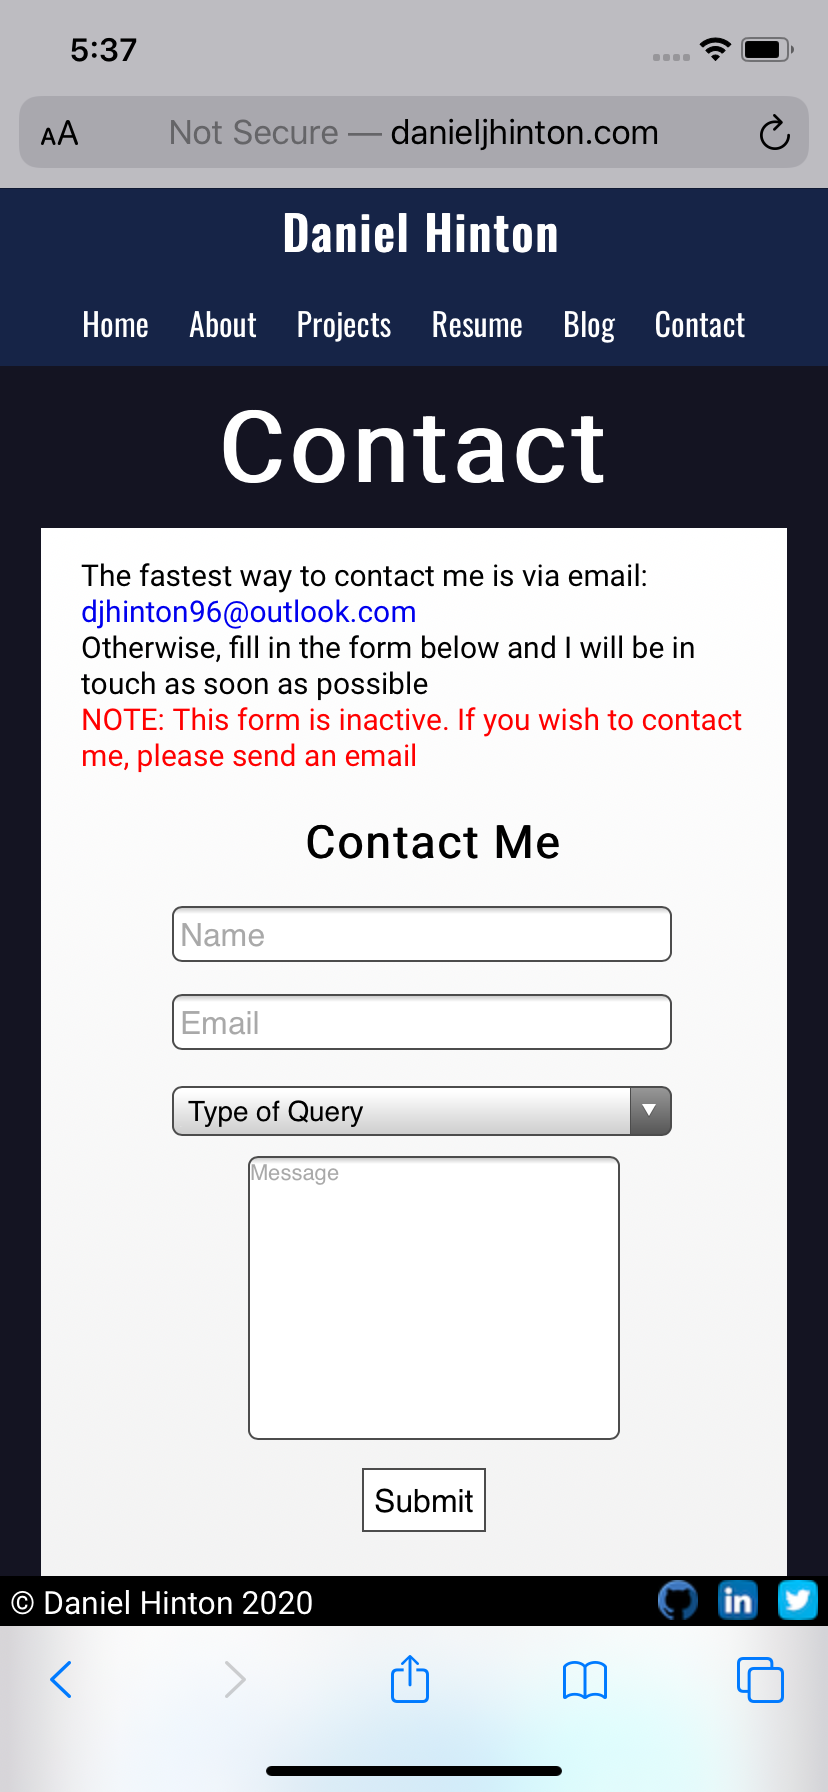 5:37
AA Not Secure — danieljhinton.com
Daniel Hinton
Home About Projects Resume Blog Contact
Contact
The fastest way to contact me is via email:
djhinton96@outlook.com
Otherwise, fill in the form below and I will be in
touch as soon as possible
NOTE: This form is inactive. If you wish to contact
me, please send an email
Contact Me
Name
Email
Type of Query
Message
Submit
© Daniel Hinton 2020 in